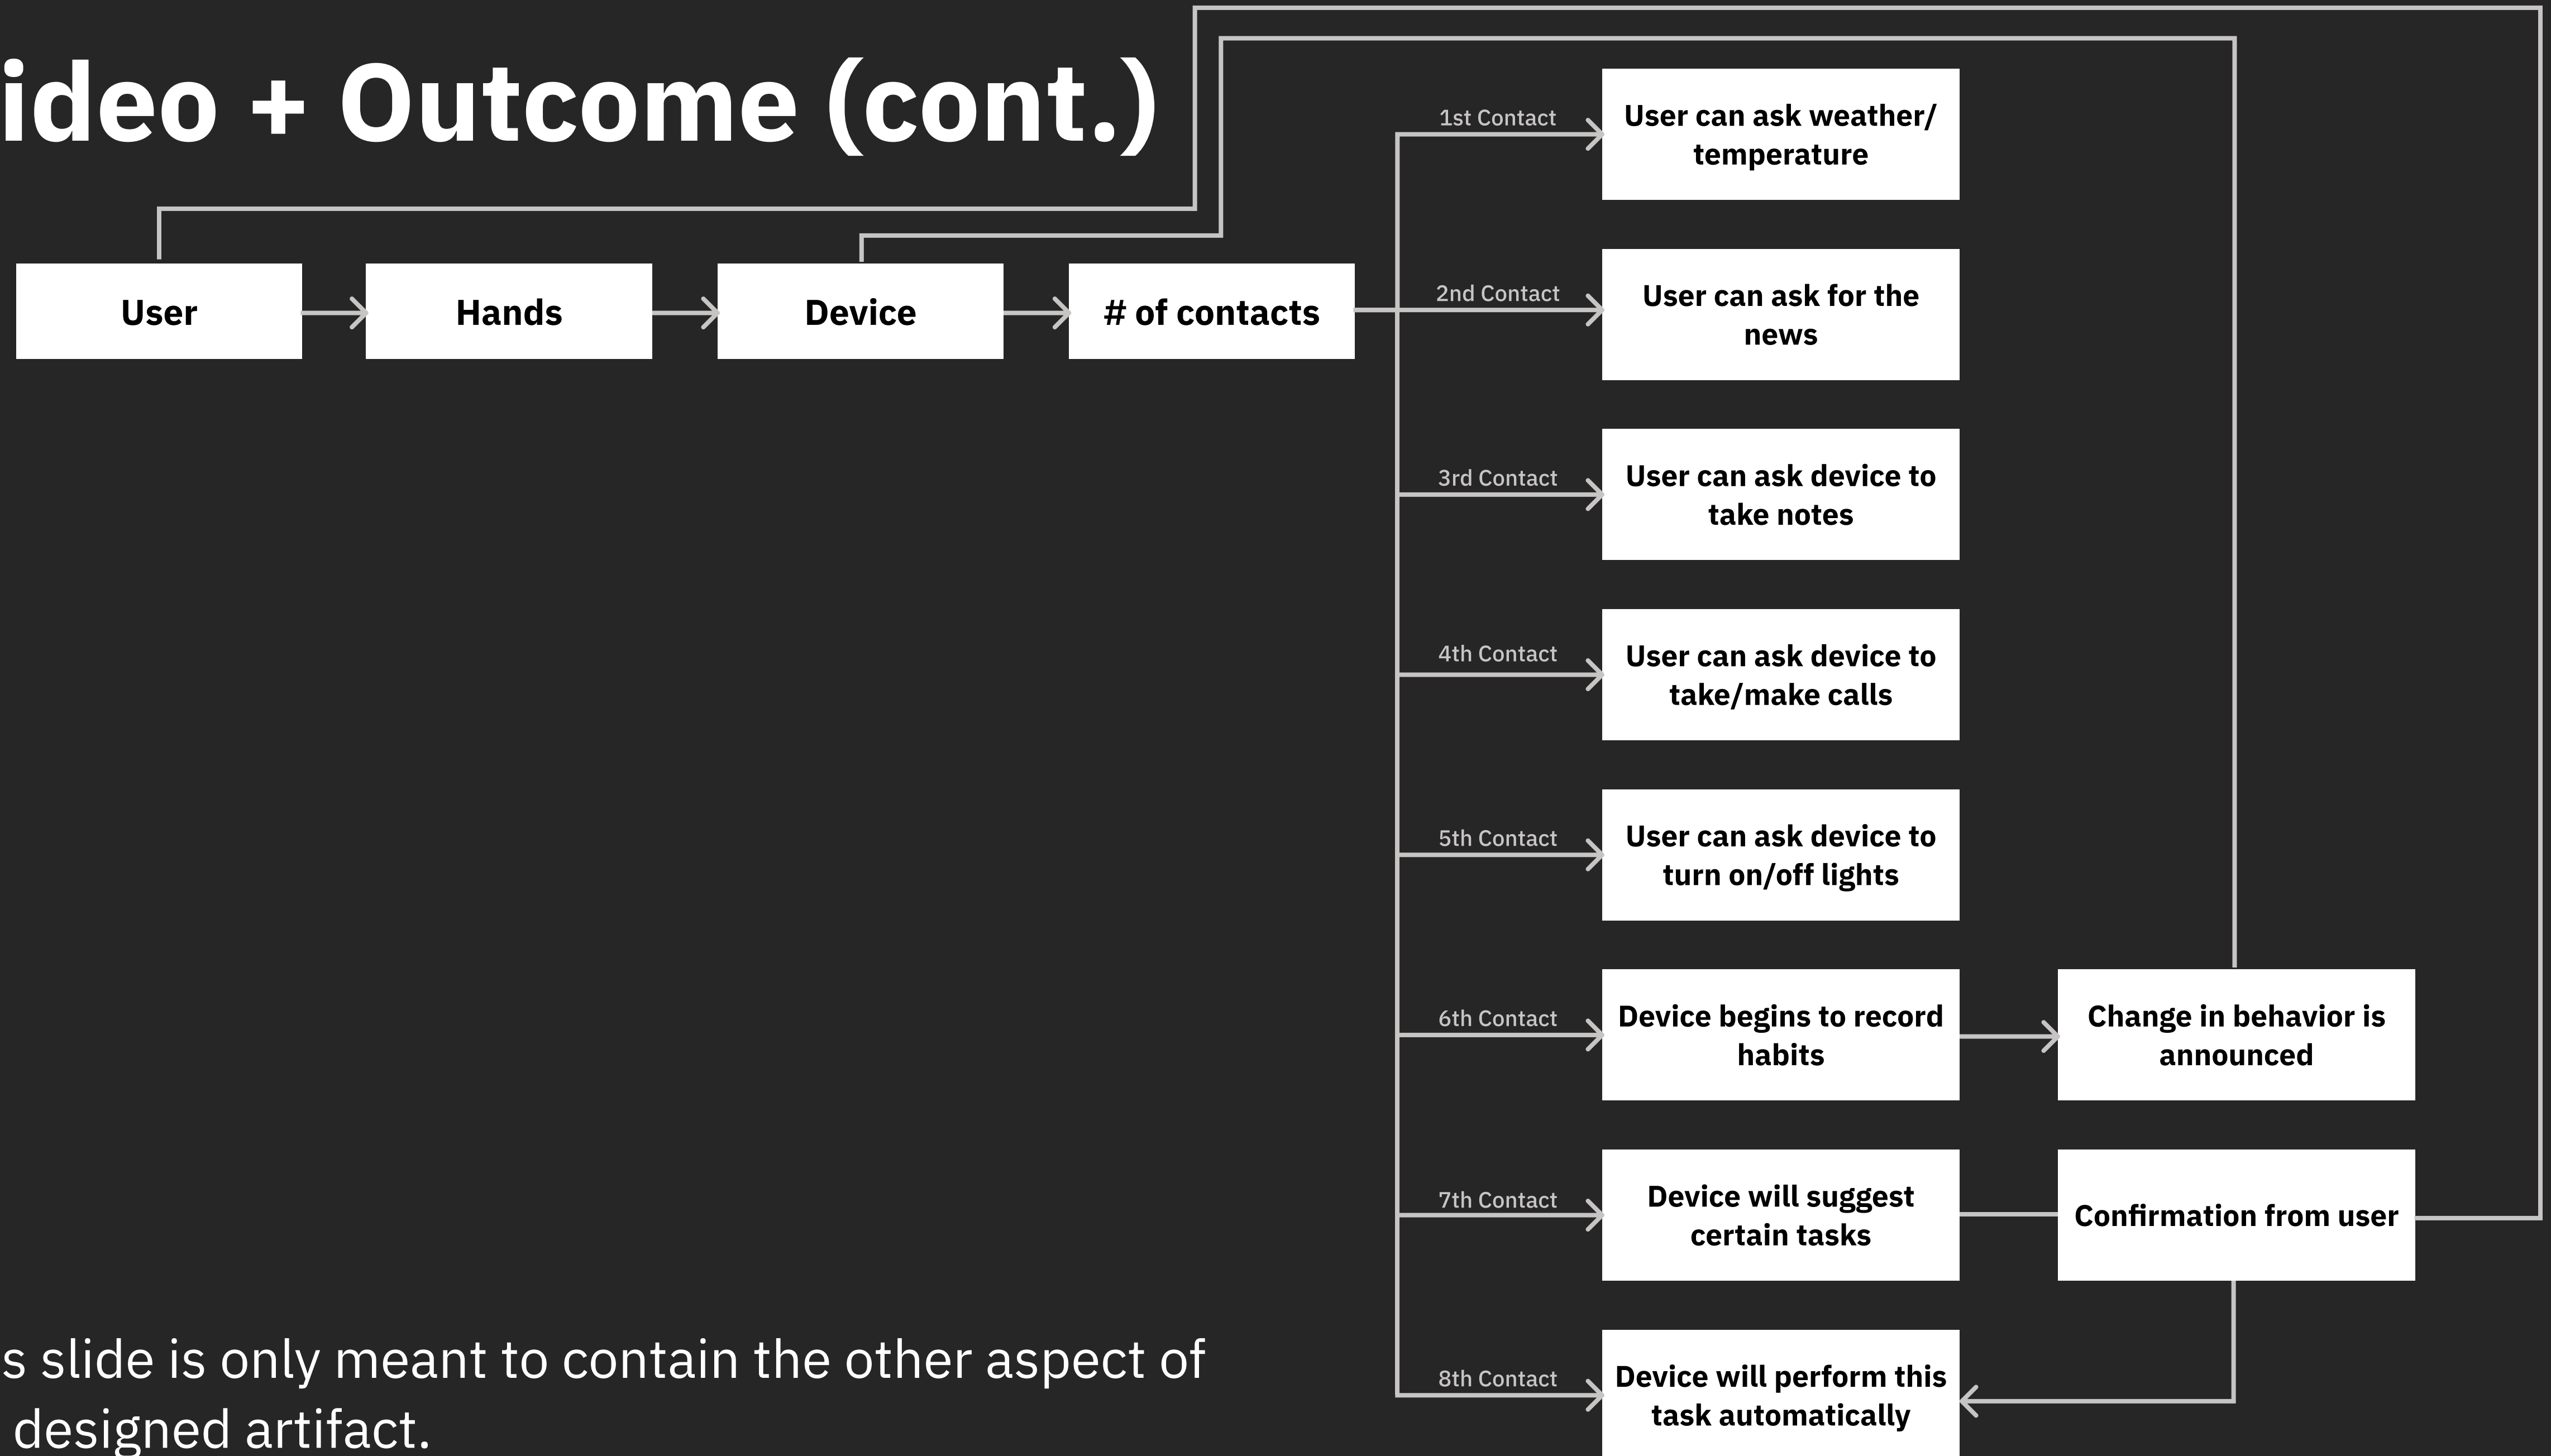 ideo + Outcome (cont.)
User
Hands
Device
# of contacts
1st Contact
User can ask weather/
temperature
2nd Contact
User can ask for the
news
3rd Contact
User can ask device to
take notes
4th Contact
User can ask device to
take/make calls
5th Contact
User can ask device to
turn on/off lights
6th Contact
Device begins to record
habits
Change in behavior is
announced
7th Contact
Device will suggest
certain tasks
Confirmation from user
8th Contact
Device will perform this
task automatically
s slide is only meant to contain the other aspect of
designed artifact.